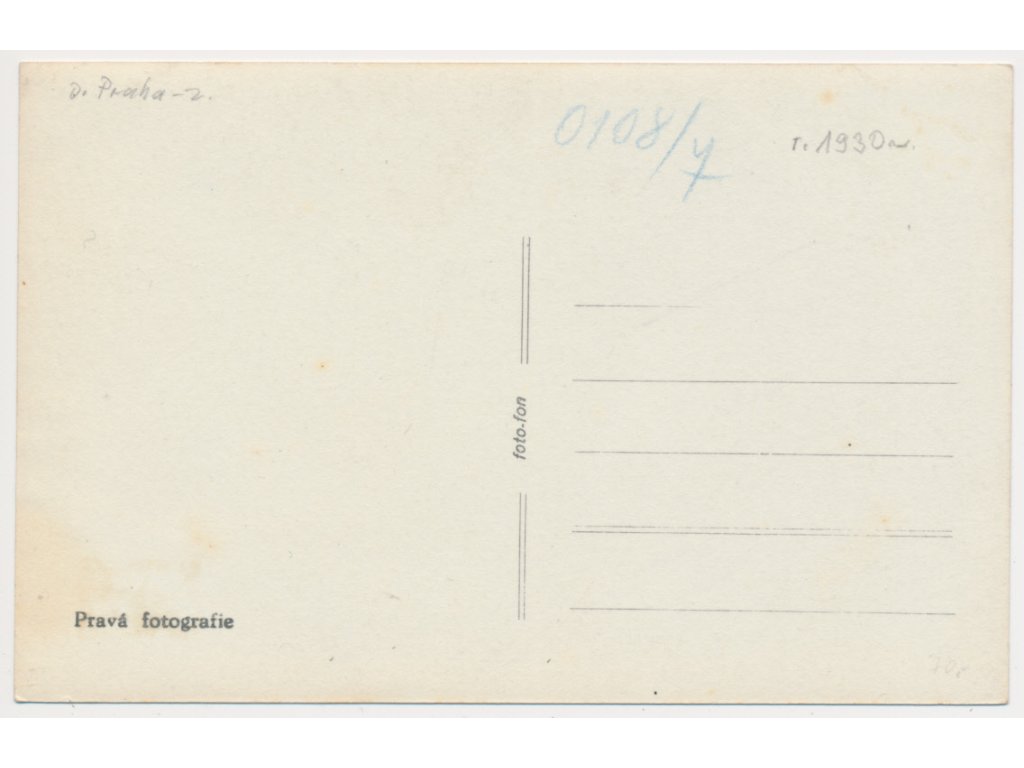 o. Praha-z.
0108/7
r. 1930~.
foto-fon
Pravá fotografie